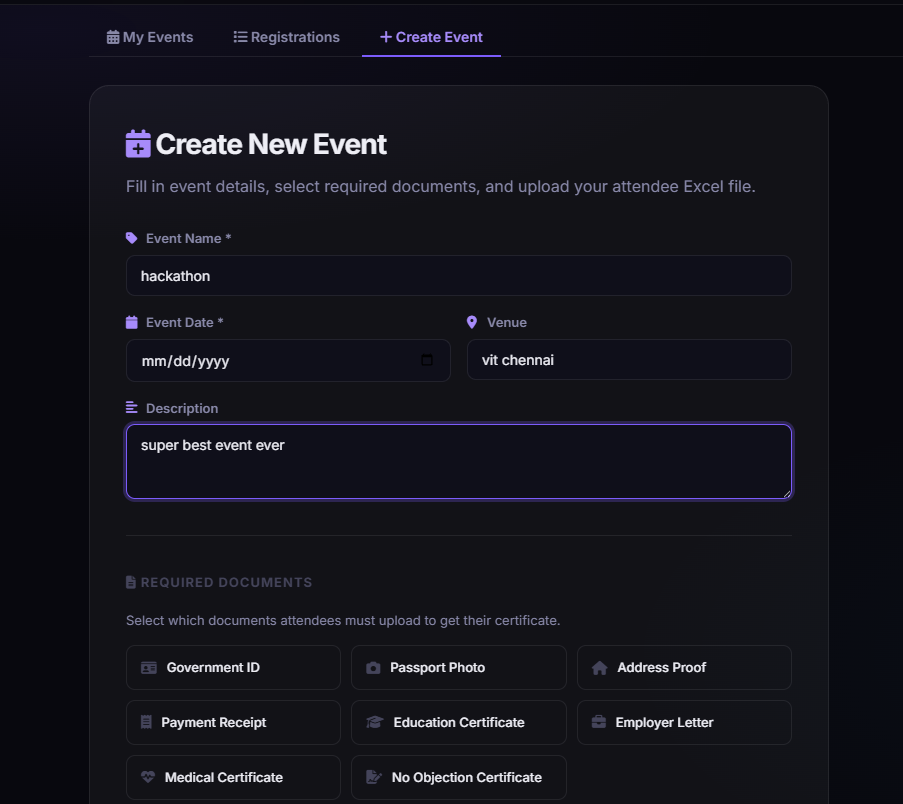 My Events Registrations + Create Event
Create New Event
Fill in event details, select required documents, and upload your attendee Excel file.
Event Name *
hackathon
Event Date * Venue
mm/dd/yyyy vit chennai
Description
super best event ever
REQUIRED DOCUMENTS
Select which documents attendees must upload to get their certificate.
Government ID Passport Photo Address Proof
Payment Receipt Education Certificate Employer Letter
Medical Certificate No Objection Certificate